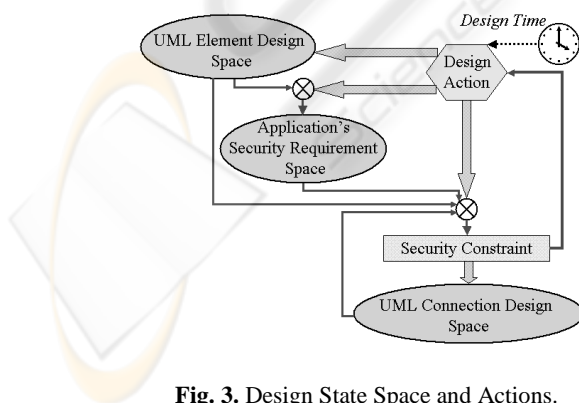 Design Time
UML Element Design
Space
Design
Action
Application's
Security Requirement
Space
Security Constraint
UML Connection Design
Space
Fig. 3. Design State Space and Actions.